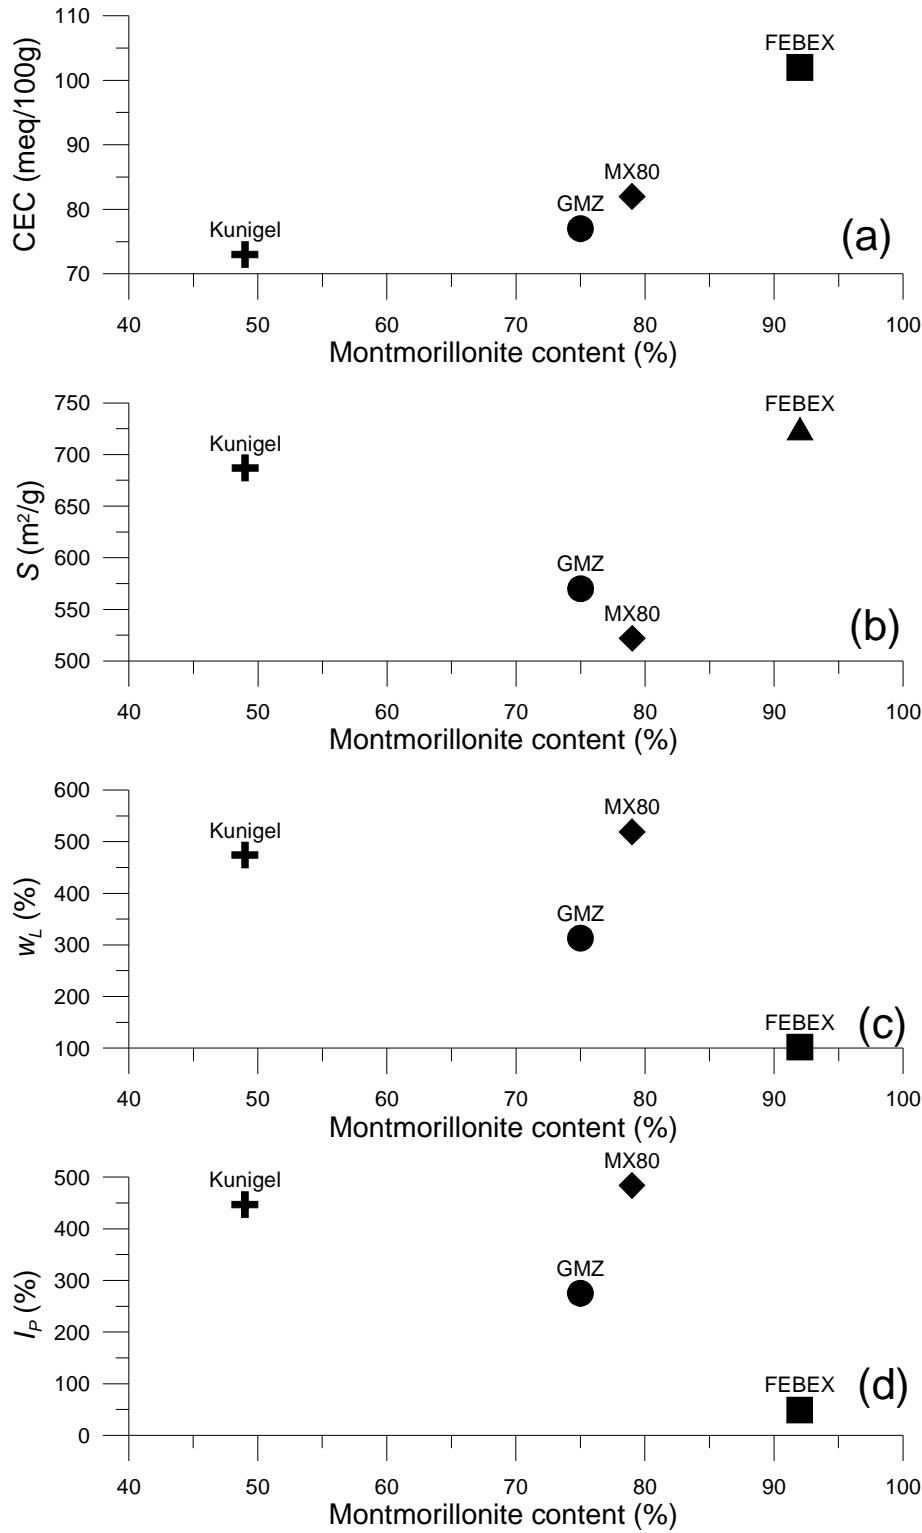 110
FEBEX
100
CEC (meq/100g)
90
MX80
GMZ
80
Kunigel
(a)
70
40 50 60 70 80 90 100
Montmorillonite content (%)
750
FEBEX
Kunigel
700
650
S (m²/g)
600
GMZ
550
MX80
(b)
500
40 50 60 70 80 90 100
Montmorillonite content (%)
600
MX80
Kunigel
500
400
w_L (%)
GMZ
300
200
FEBEX
(c)
100
40 50 60 70 80 90 100
Montmorillonite content (%)
MX80
500
Kunigel
400
GMZ
300
I_P (%)
200
100
FEBEX
(d)
0
40 50 60 70 80 90 100
Montmorillonite content (%)